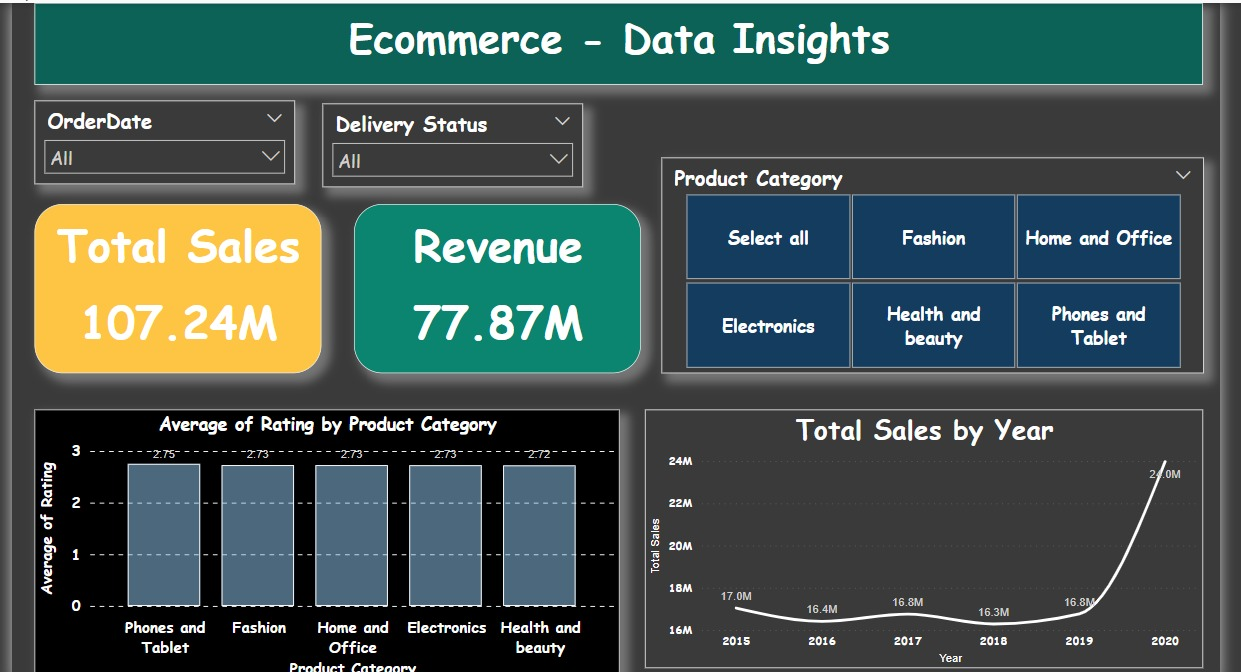 Ecommerce - Data Insights
OrderDate
All
Delivery Status
All
Product Category
Select all
Fashion
Home and Office
Electronics
Health and
beauty
Phones and
Tablet
Total Sales
107.24M
Revenue
77.87M
Average of Rating by Product Category
Average of Rating
3
2
1
0
2.75
2.73
2.73
2.73
2.72
Phones and
Tablet
Fashion
Home and
Office
Electronics
Health and
beauty
Product Category
Total Sales by Year
Total Sales
24M
22M
20M
18M
16M
17.0M
16.4M
16.8M
16.3M
16.8M
24.0M
2015
2016
2017
2018
2019
2020
Year